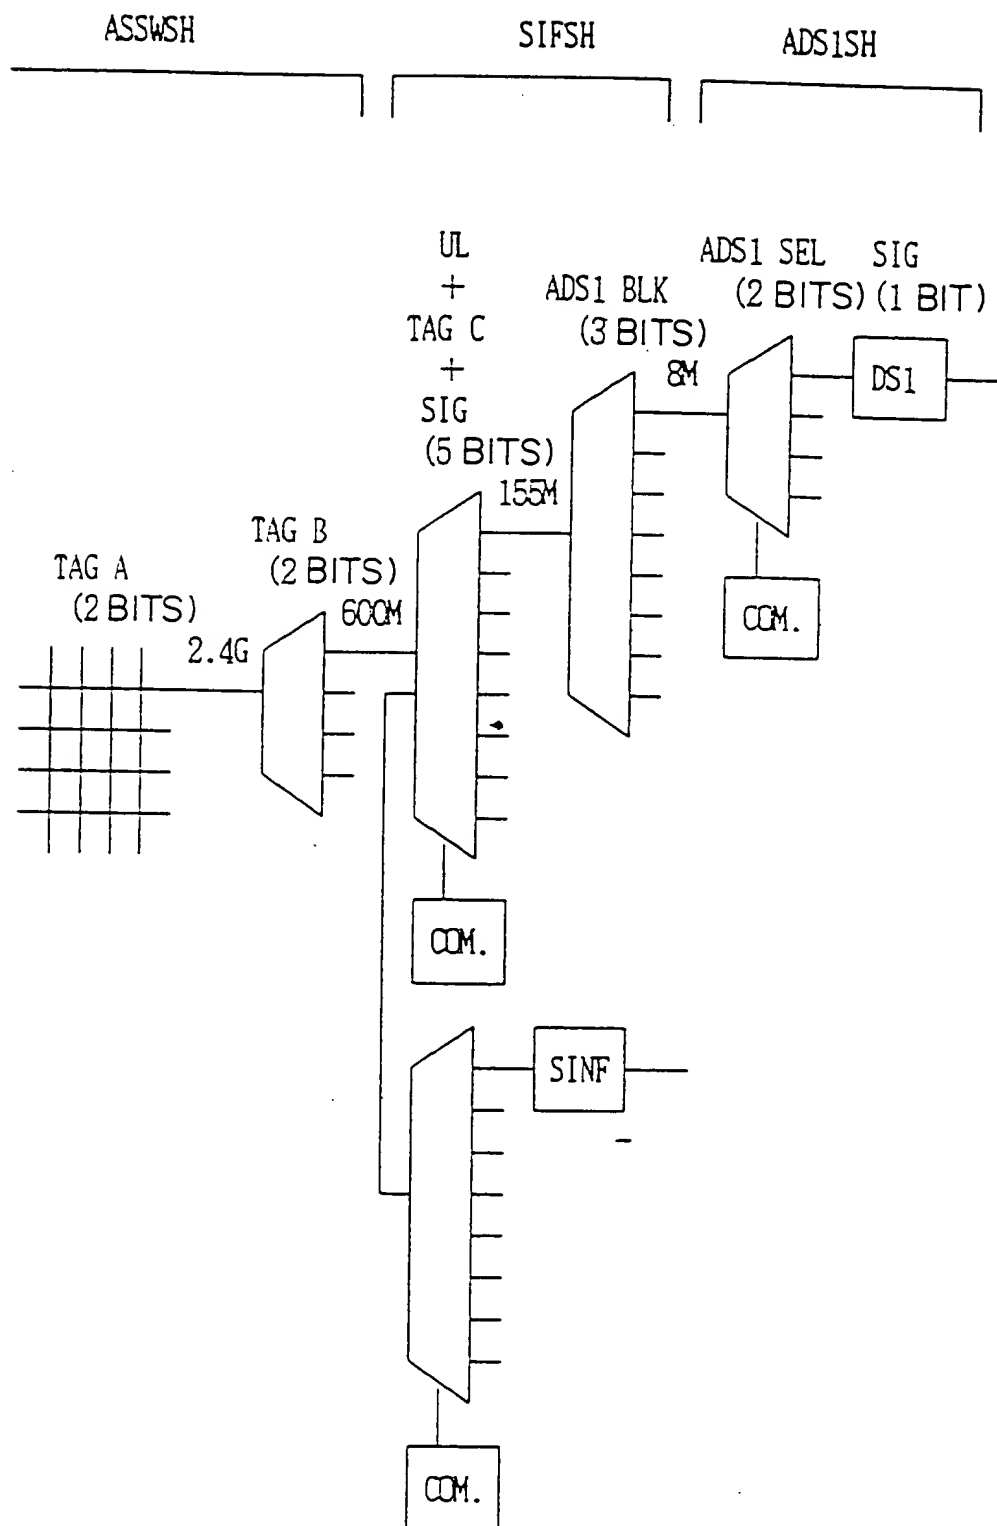 ASSWSH
SIFSH
ADS1SH
UL
+
TAG C
+
SIG
(5 BITS)
155M
ADS1 BLK
(3 BITS)
8M
ADS1 SEL
(2 BITS)
SIG
(1 BIT)
DS1
COM.
TAG A
(2 BITS)
2.4G
TAG B
(2 BITS)
600M
COM.
SINF
COM.